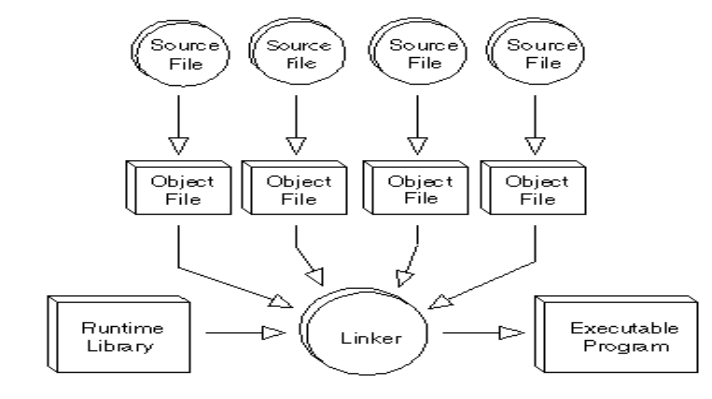 Source
File
Source
File
Source
File
Source
File
Object
File
Object
File
Object
File
Object
File
Runtime
Library
Linker
Executable
Program